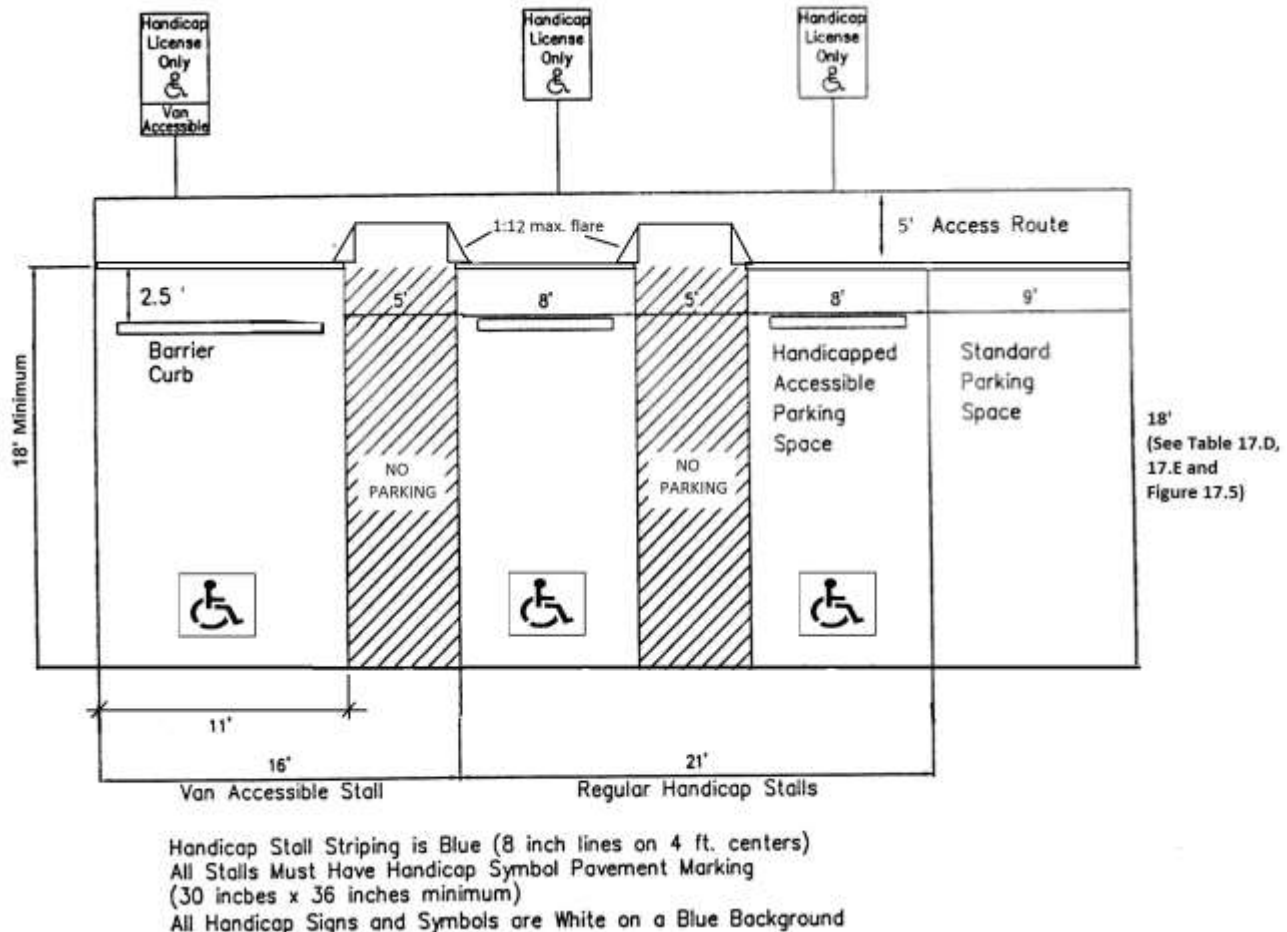 Handicap
License
Only
Van
Accessible
Handicap
License
Only
Handicap
License
Only
1:12 max. flare
5' Access Route
2.5 '
5'
8'
5'
8'
9'
Barrier
Curb
Handicapped
Accessible
Parking
Space
Standard
Parking
Space
18' Minimum
18'
(See Table 17.D,
17.E and
Figure 17.5)
NO
PARKING
NO
PARKING
11'
16'
21'
Van Accessible Stall
Regular Handicap Stalls
Handicap Stall Striping is Blue (8 inch lines on 4 ft. centers)
All Stalls Must Have Handicap Symbol Pavement Marking
(30 incbes x 36 inches minimum)
All Handicap Signs and Symbols are White on a Blue Background